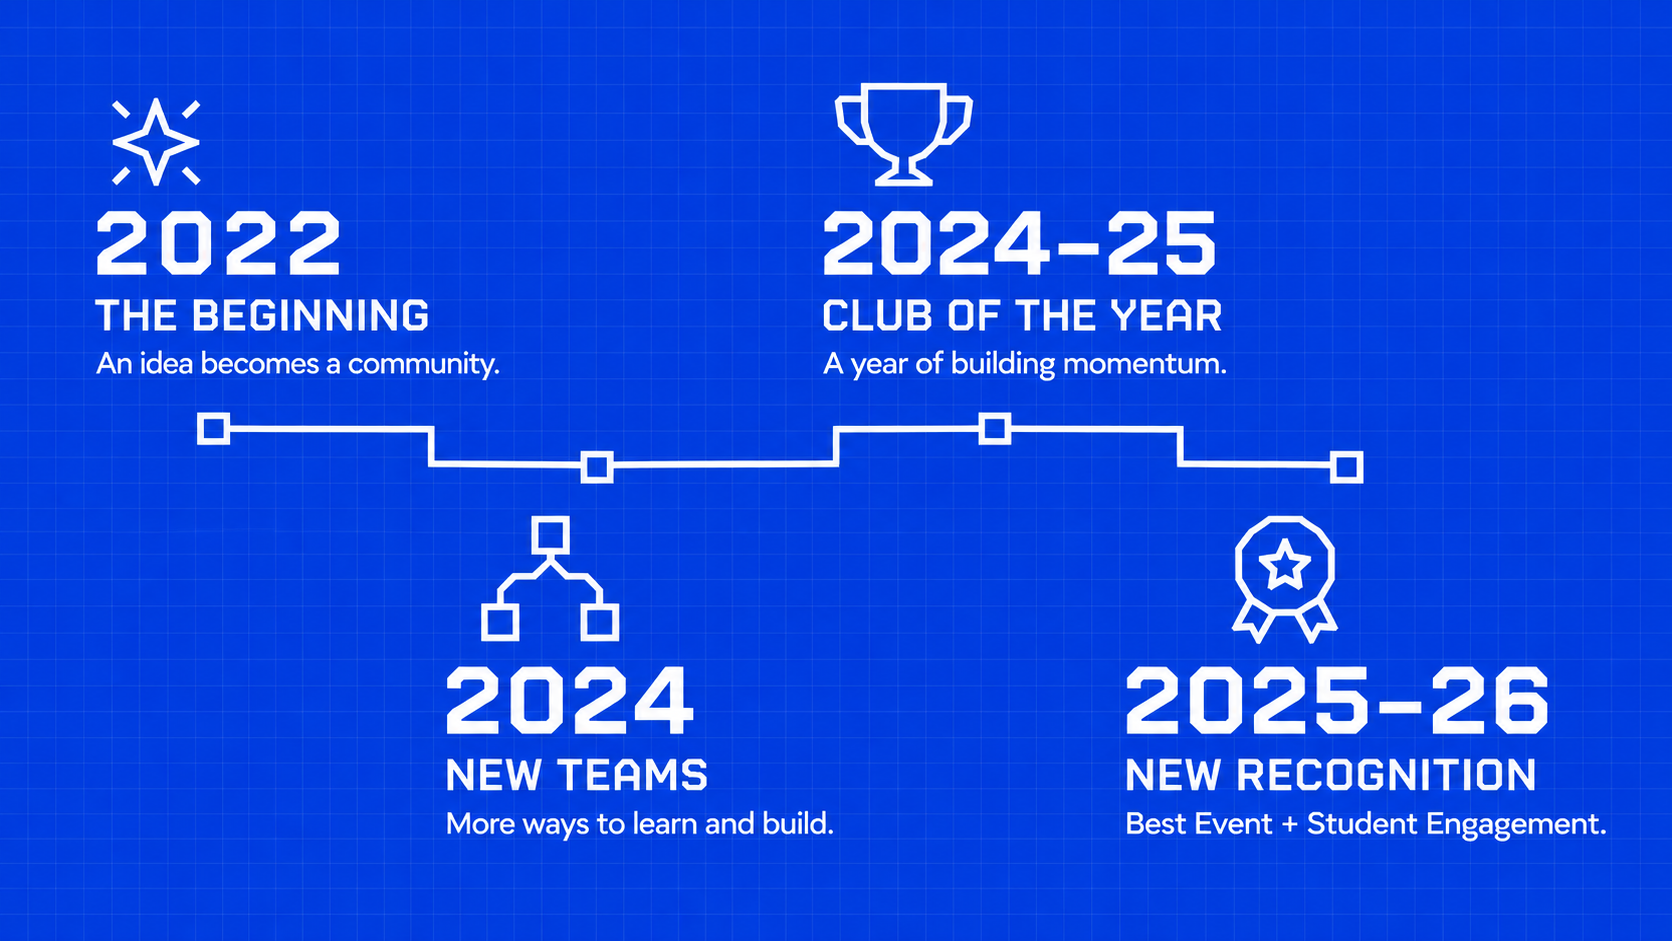 2022
THE BEGINNING
An idea becomes a community.
2024
NEW TEAMS
More ways to learn and build.
2024–25
CLUB OF THE YEAR
A year of building momentum.
2025–26
NEW RECOGNITION
Best Event + Student Engagement.